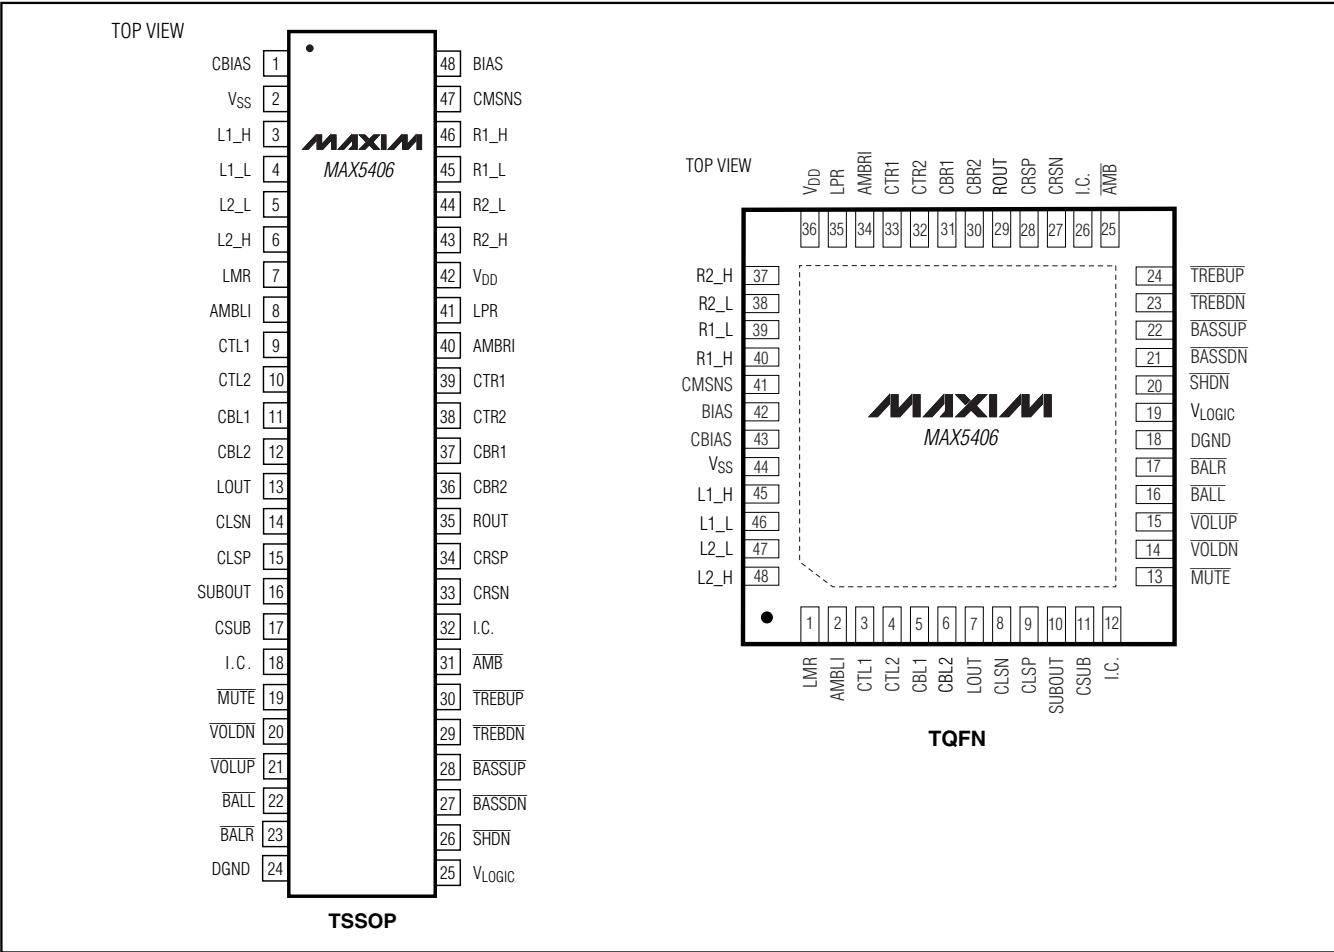 TOP VIEW
CBIAS 1 48 BIAS
VSS 2 47 CMSNS
L1_H 3 46 R1_H
MAXIM
L1_L 4 45 R1_L
MAX5406
L2_L 5 44 R2_L
L2_H 6 43 R2_H
LMR 7 42 VDD
AMBLI 8 41 LPR
CTL1 9 40 AMBRI
CTL2 10 39 CTR1
CBL1 11 38 CTR2
CBL2 12 37 CBR1
LOUT 13 36 CBR2
CLSN 14 35 ROUT
CLSP 15 34 CRSP
SUBOUT 16 33 CRSN
CSUB 17 32 I.C.
I.C. 18 31 AMB
MUTE 19 30 TREBUP
VOLDN 20 29 TREBDN
VOLUP 21 28 BASSUP
BALL 22 27 BASSDN
BALR 23 26 SHDN
DGND 24 25 VLOGIC
TSSOP
TOP VIEW
VDD LPR AMBRI CTR1 CTR2 CBR1 CBR2 ROUT CRSP CRSN I.C. AMB
36 35 34 33 32 31 30 29 28 27 26 25
R2_H 37 24 TREBUP
R2_L 38 23 TREBDN
R1_L 39 22 BASSUP
R1_H 40 21 BASSDN
CMSNS 41 20 SHDN
MAXIM
BIAS 42 19 VLOGIC
MAX5406
CBIAS 43 18 DGND
VSS 44 17 BALR
L1_H 45 16 BALL
L1_L 46 15 VOLUP
L2_L 47 14 VOLDN
L2_H 48 13 MUTE
1 2 3 4 5 6 7 8 9 10 11 12
LMR AMBLI CTL1 CTL2 CBL1 CBL2 LOUT CLSN CLSP SUBOUT CSUB I.C.
TQFN